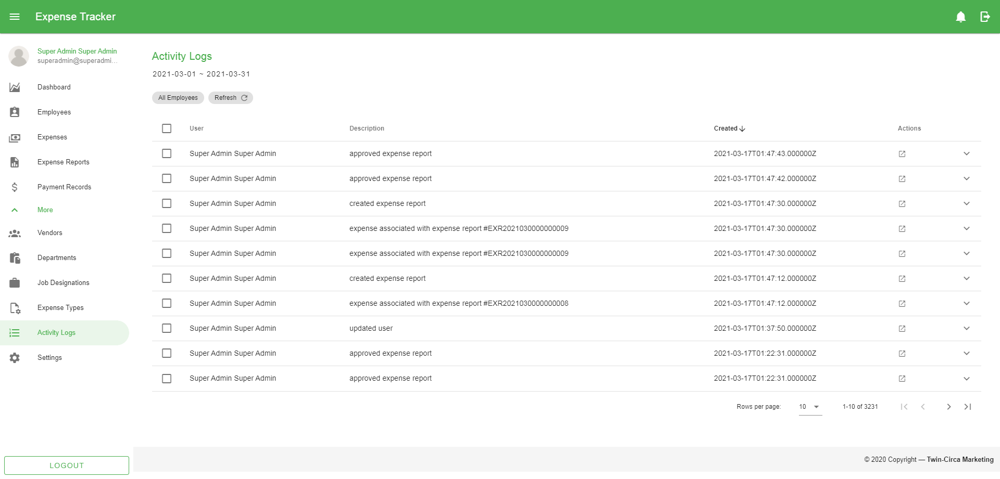 Expense Tracker
Super Admin Super Admin
superadmin@superadmi...
Dashboard
Employees
Expenses
Expense Reports
Payment Records
More
Vendors
Departments
Job Designations
Expense Types
Activity Logs
Settings
LOGOUT
Activity Logs
2021-03-01 ~ 2021-03-31
All Employees Refresh
User Description Created Actions
Super Admin Super Admin approved expense report 2021-03-17T01:47:43.000000Z
Super Admin Super Admin approved expense report 2021-03-17T01:47:42.000000Z
Super Admin Super Admin created expense report 2021-03-17T01:47:30.000000Z
Super Admin Super Admin expense associated with expense report #EXR2021030000000009 2021-03-17T01:47:30.000000Z
Super Admin Super Admin expense associated with expense report #EXR2021030000000009 2021-03-17T01:47:30.000000Z
Super Admin Super Admin created expense report 2021-03-17T01:47:12.000000Z
Super Admin Super Admin expense associated with expense report #EXR2021030000000008 2021-03-17T01:47:12.000000Z
Super Admin Super Admin updated user 2021-03-17T01:37:50.000000Z
Super Admin Super Admin approved expense report 2021-03-17T01:22:31.000000Z
Super Admin Super Admin approved expense report 2021-03-17T01:22:31.000000Z
Rows per page: 10 1-10 of 3231
© 2020 Copyright — Twin-Circa Marketing